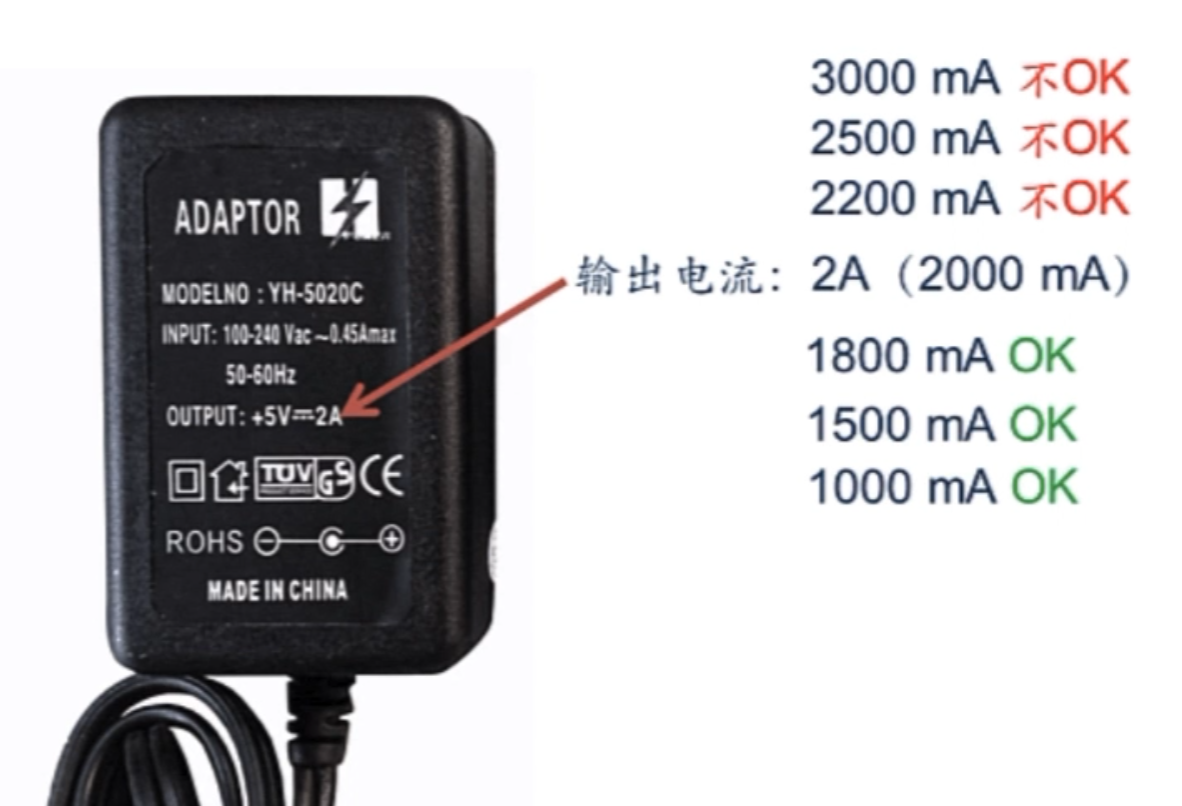 3000 mA 不OK
2500 mA 不OK
2200 mA 不OK
输出电流: 2A (2000 mA)
1800 mA OK
1500 mA OK
1000 mA OK
ADAPTOR
MODELNO : YH-5020C
INPUT: 100-240 Vac ~0.45Amax
50-60Hz
OUTPUT: +5V⎓2A
TUV GS CE
ROHS
MADE IN CHINA